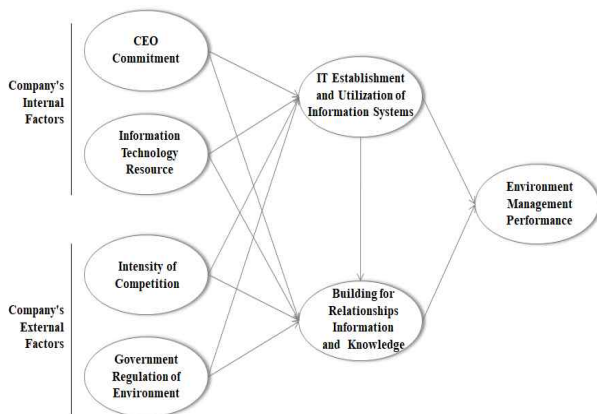 Company's
Internal
Factors
CEO
Commitment
Information
Technology
Resource
Company's
External
Factors
Intensity of
Competition
Government
Regulation of
Environment
IT Establishment
and Utilization of
Information Systems
Building for
Relationships
Information
and Knowledge
Environment
Management
Performance